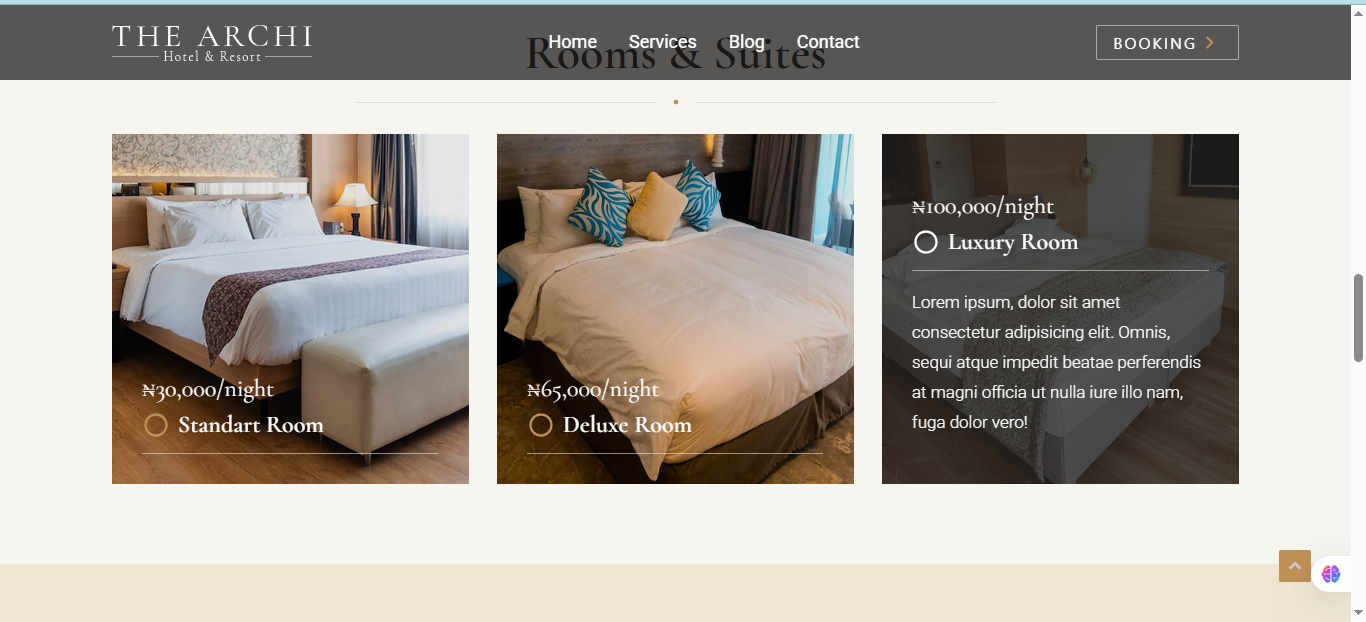 THE ARCHI
Hotel & Resort
Home
Services
Blog
Contact
BOOKING
Rooms & Suites
₦30,000/night
Standart Room
₦65,000/night
Deluxe Room
₦100,000/night
Luxury Room
Lorem ipsum, dolor sit amet
consectetur adipisicing elit. Omnis,
sequi atque impedit beatae perferendis
at magni officia ut nulla iure illo nam,
fuga dolor vero!